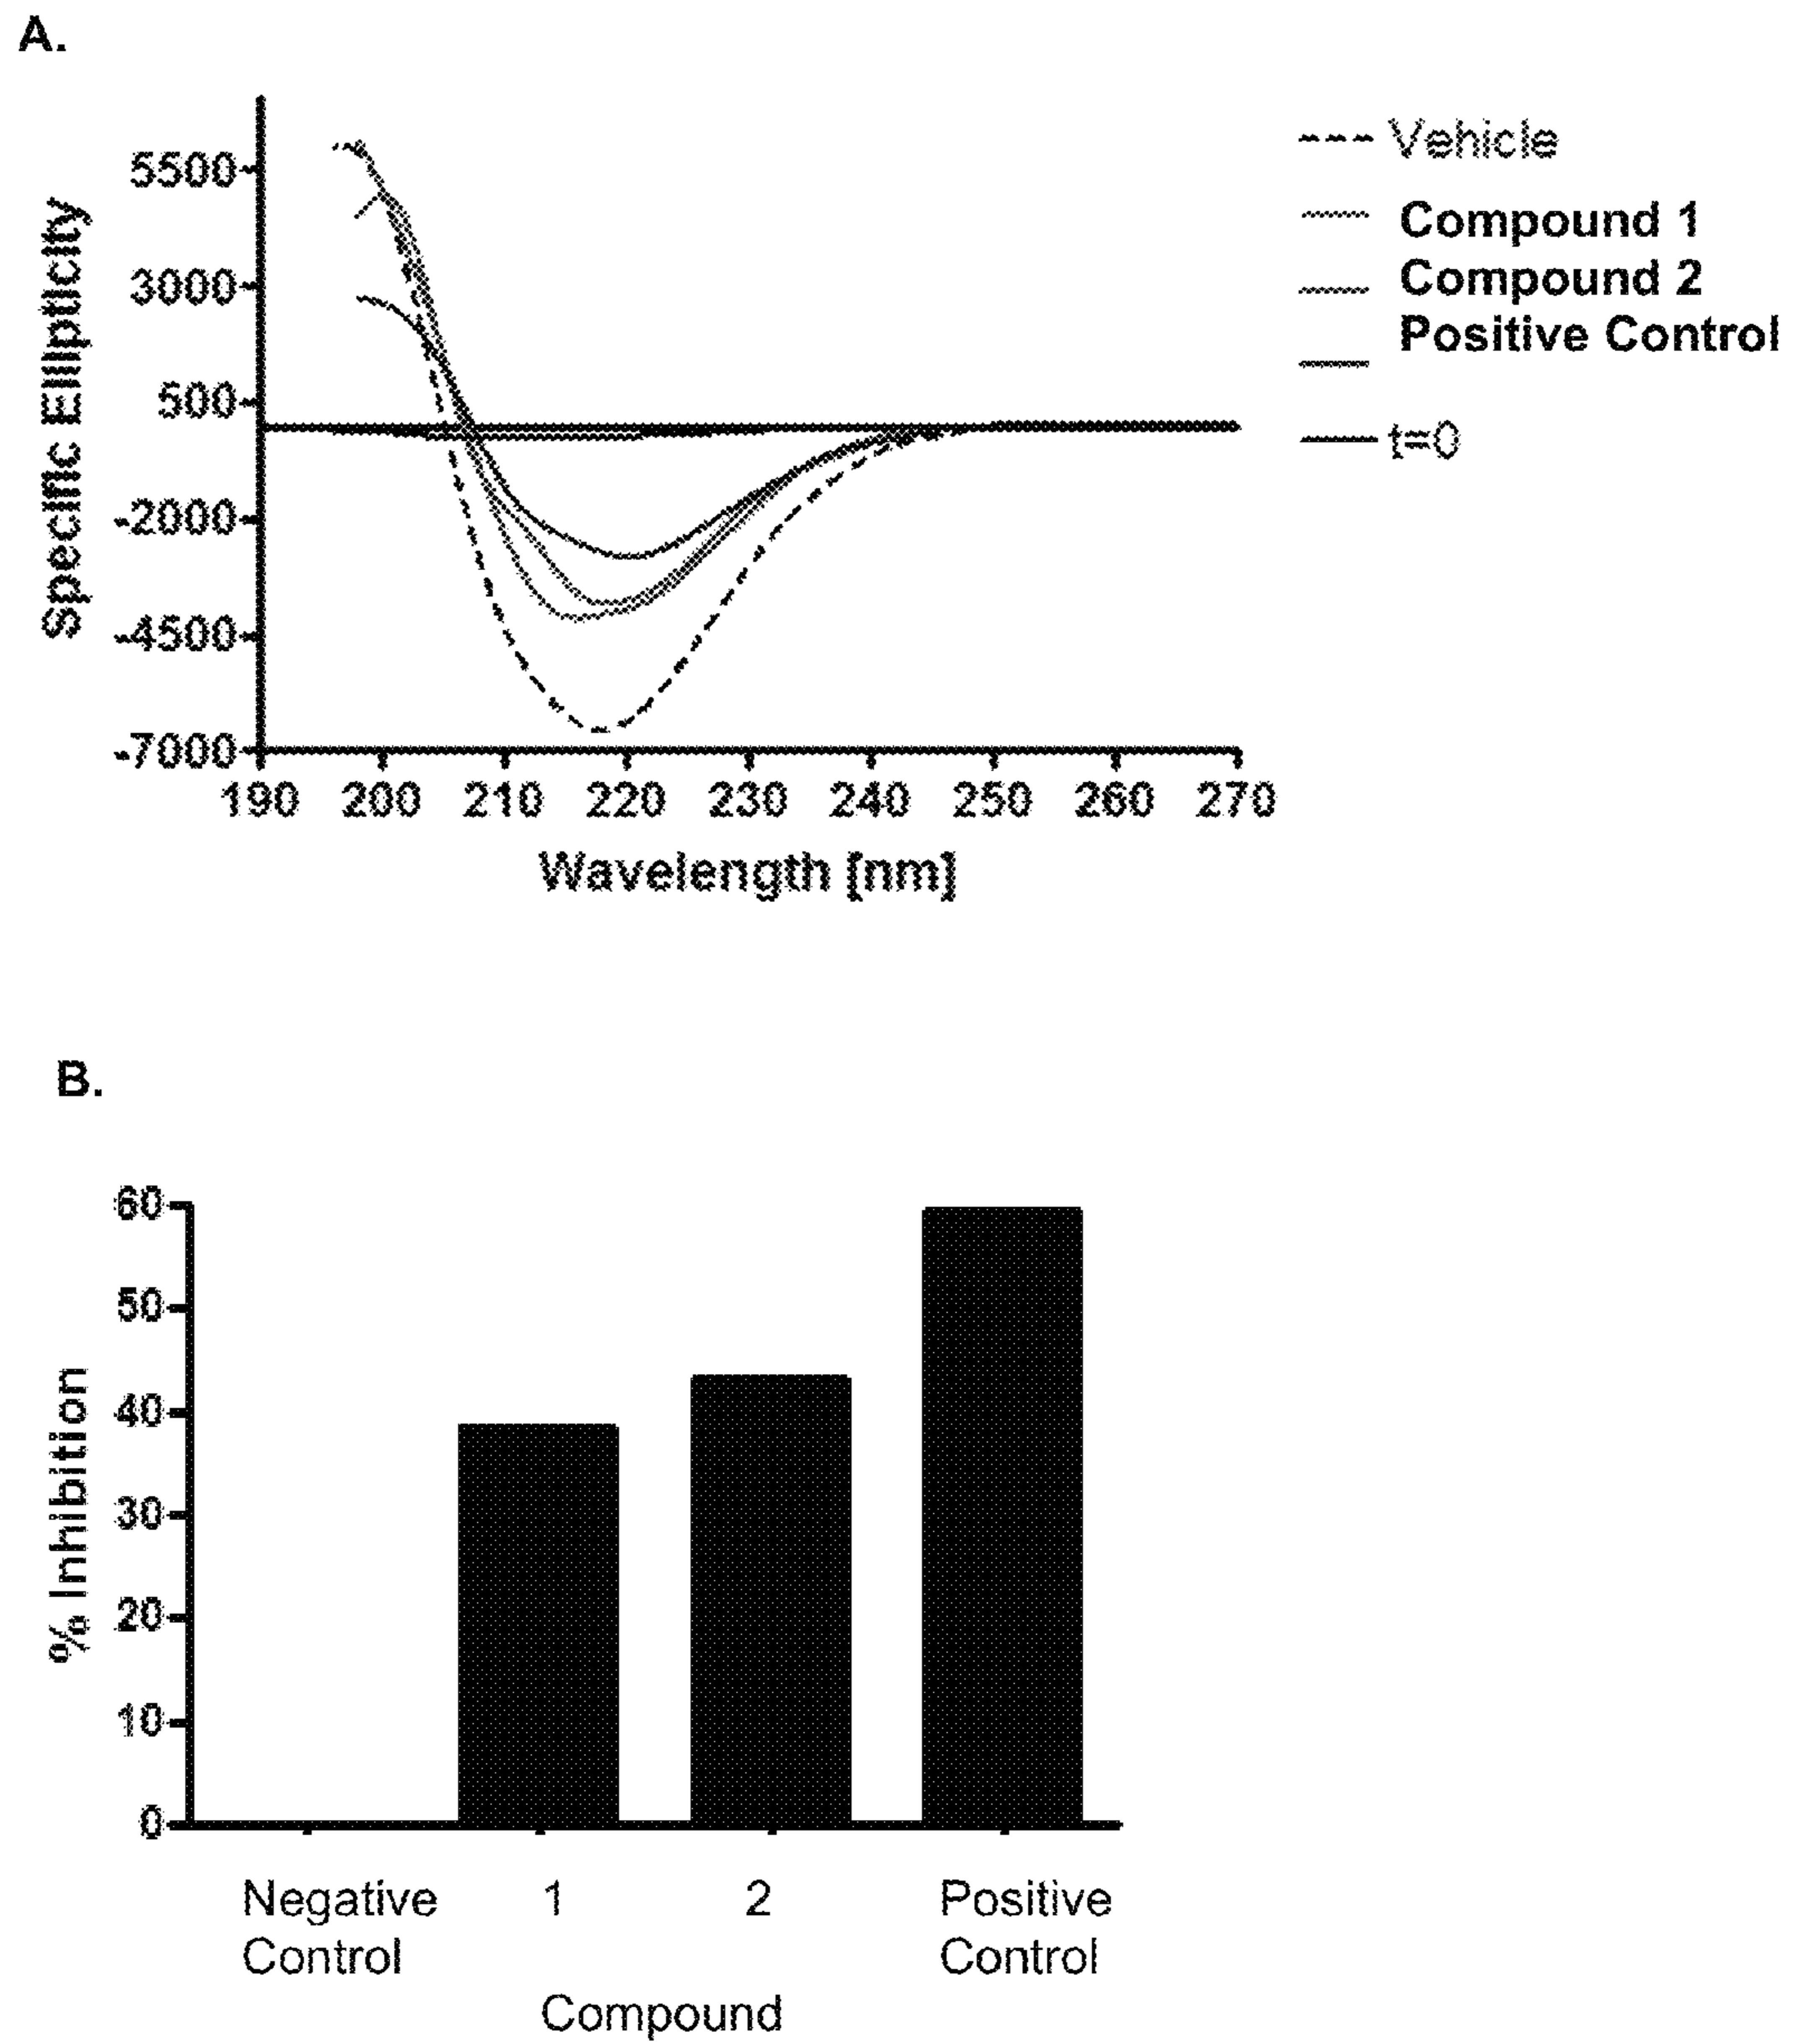 A.
5500
3000
500
-2000
-4500
-7000
Specific Ellipticity
190 200 210 220 230 240 250 260 270
Wavelength [nm]
Vehicle
Compound 1
Compound 2
Positive Control
t=0
B.
60
50
40
30
20
10
0
% Inhibition
Negative Control
1
2
Positive Control
Compound